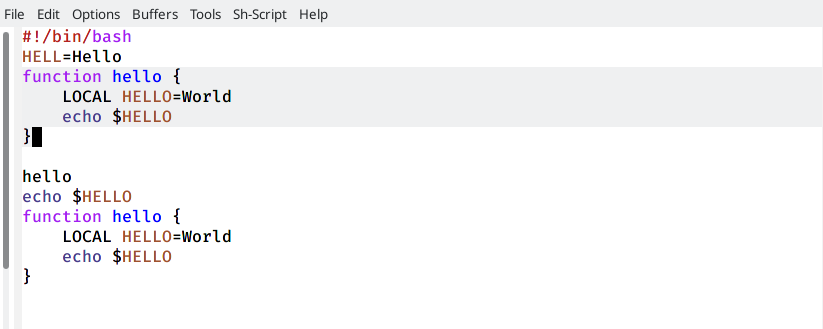 File Edit Options Buffers Tools Sh-Script Help
#!/bin/bash
HELL=Hello
function hello {
    LOCAL HELLO=World
    echo $HELLO
}

hello
echo $HELLO
function hello {
    LOCAL HELLO=World
    echo $HELLO
}